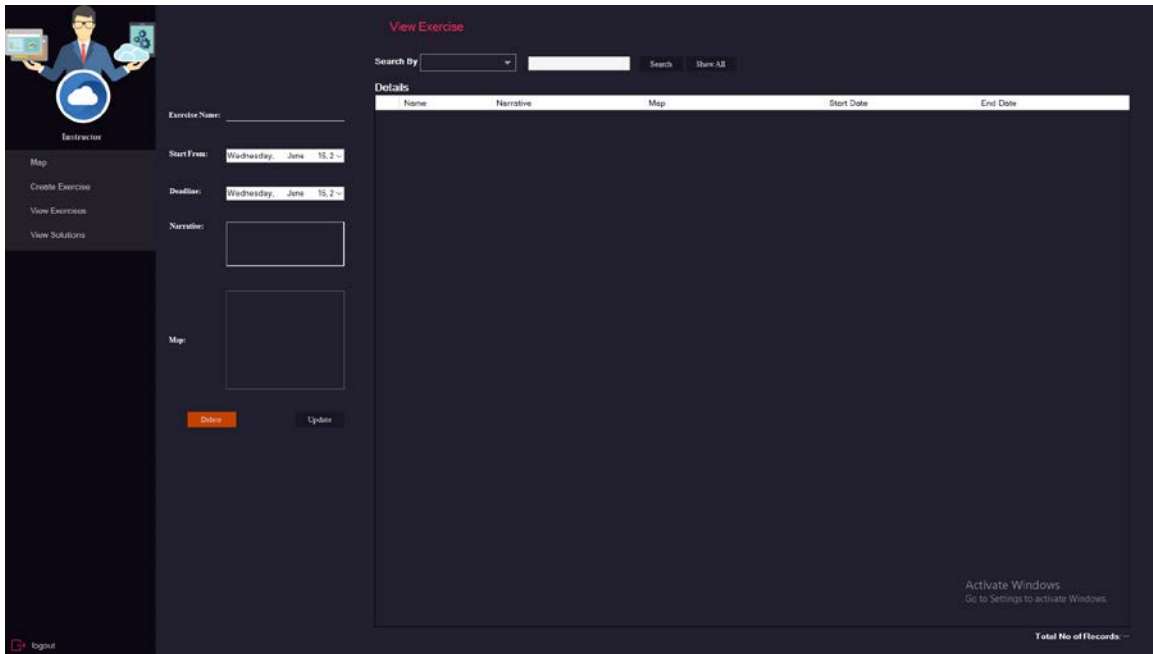 View Exercise
Search By
Search Show All
Details
Name Narrative Map Start Date End Date
Instructor
Map
Create Exercise
View Exercises
View Solutions
logout
Exercise Name:
Start From: Wednesday, June 16, 2
Deadline: Wednesday, June 16, 2
Narrative:
Map:
Delete Update
Activate Windows
Go to Settings to activate Windows.
Total No of Records: --